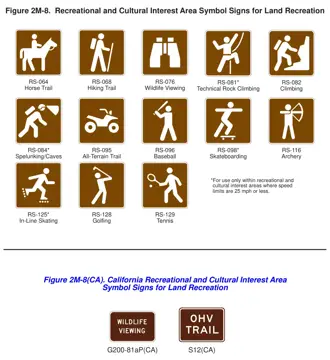 Figure 2M-8. Recreational and Cultural Interest Area Symbol Signs for Land Recreation
RS-064
Horse Trail
RS-068
Hiking Trail
RS-076
Wildlife Viewing
RS-081*
Technical Rock Climbing
RS-082
Climbing
RS-084*
Spelunking/Caves
RS-095
All-Terrain Trail
RS-096
Baseball
RS-098*
Skateboarding
RS-116
Archery
RS-125*
In-Line Skating
RS-128
Golfing
RS-129
Tennis
*For use only within recreational and
cultural interest areas where speed
limits are 25 mph or less.
Figure 2M-8(CA). California Recreational and Cultural Interest Area
Symbol Signs for Land Recreation
WILDLIFE
VIEWING
G200-81aP(CA)
OHV
TRAIL
S12(CA)